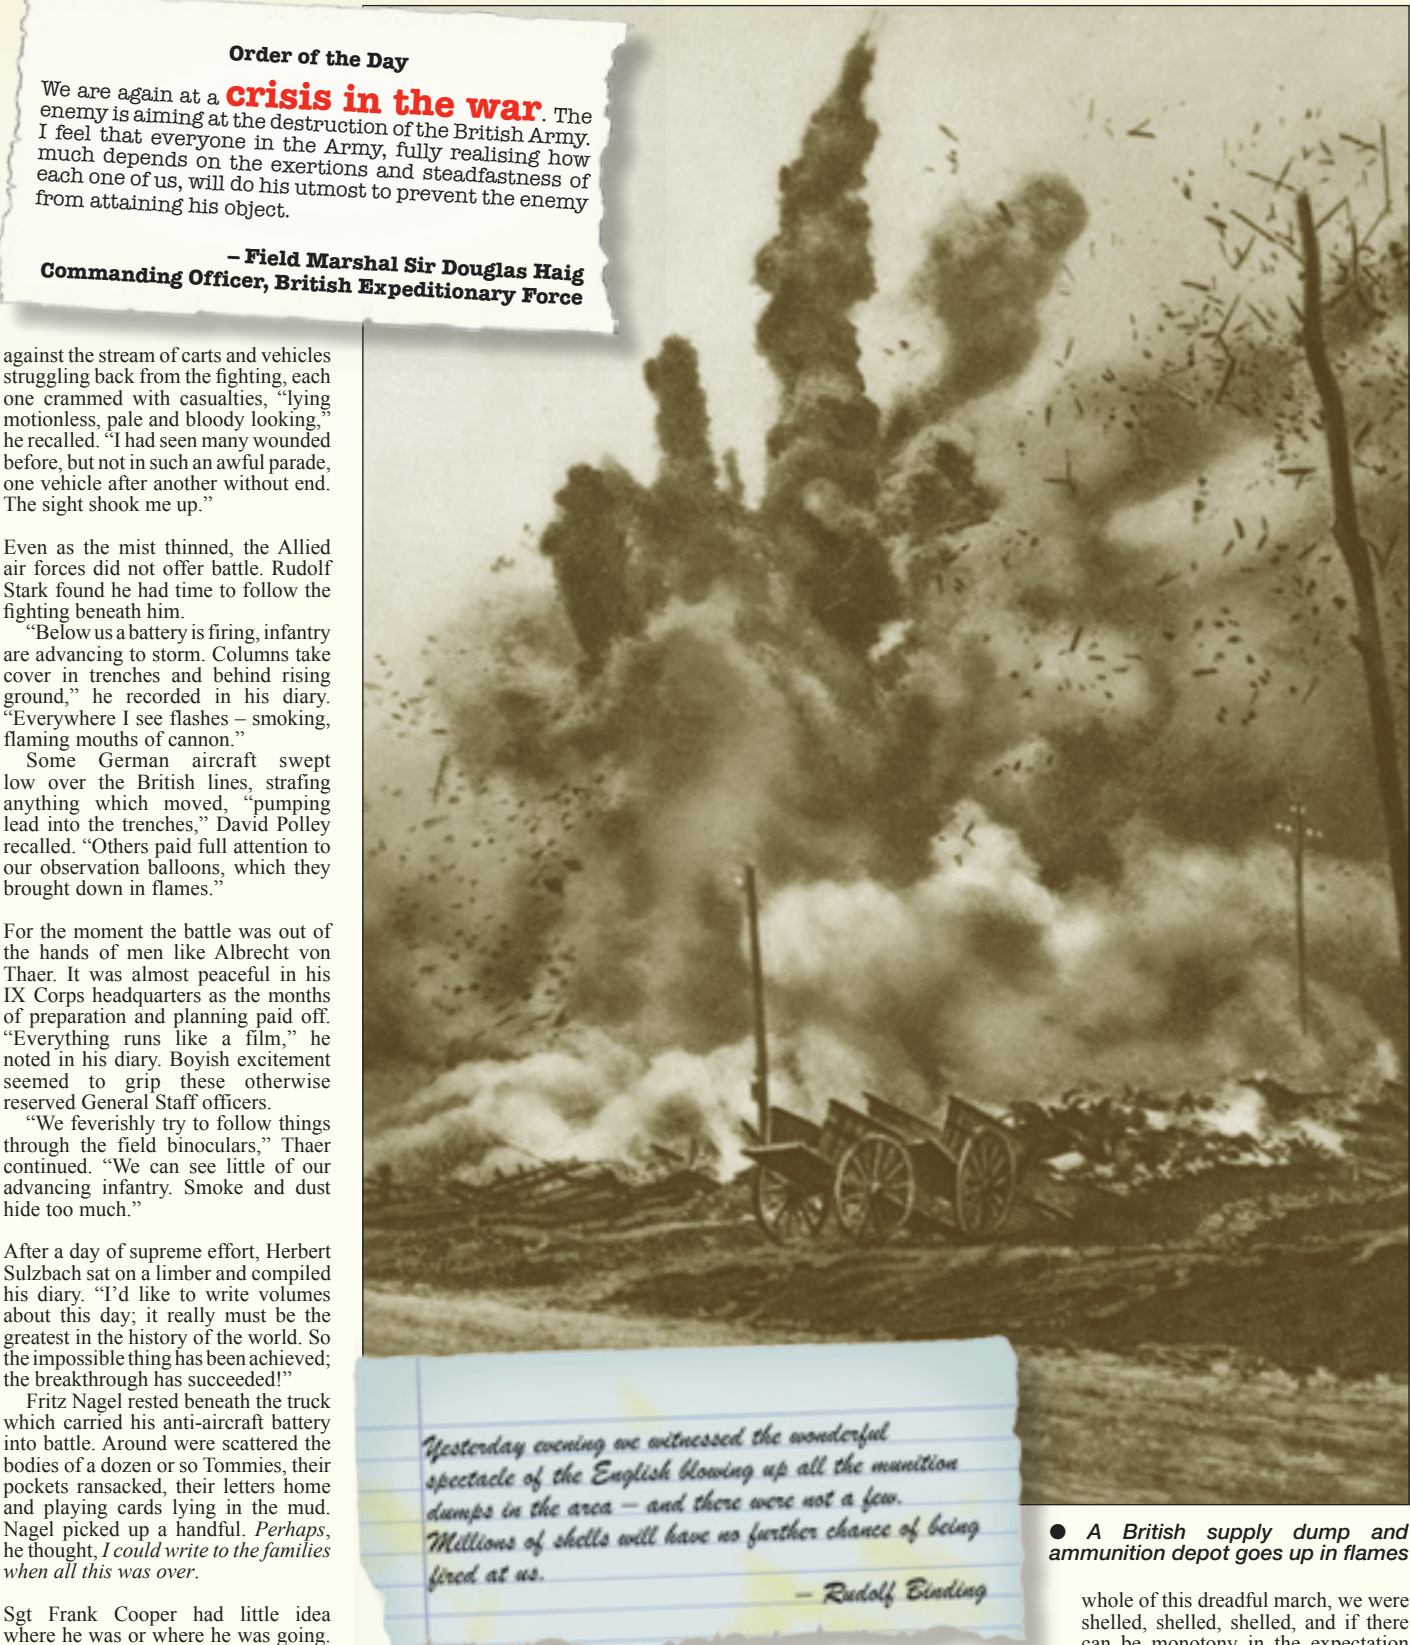 Order of the Day
We are again at a crisis in the war. The
enemy is aiming at the destruction of the British Army.
I feel that everyone in the Army, fully realising how
much depends on the exertions and steadfastness of
each one of us, will do his utmost to prevent the enemy
from attaining his object.
– Field Marshal Sir Douglas Haig
Commanding Officer, British Expeditionary Force
against the stream of carts and vehicles
struggling back from the fighting, each
one crammed with casualties, “lying
motionless, pale and bloody looking,”
he recalled. “I had seen many wounded
before, but not in such an awful parade,
one vehicle after another without end.
The sight shook me up.”
Even as the mist thinned, the Allied
air forces did not offer battle. Rudolf
Stark found he had time to follow the
fighting beneath him.
“Below us a battery is firing, infantry
are advancing to storm. Columns take
cover in trenches and behind rising
ground,” he recorded in his diary.
“Everywhere I see flashes – smoking,
flaming mouths of cannon.”
Some German aircraft swept
low over the British lines, strafing
anything which moved, “pumping
lead into the trenches,” David Polley
recalled. “Others paid full attention to
our observation balloons, which they
brought down in flames.”
For the moment the battle was out of
the hands of men like Albrecht von
Thaer. It was almost peaceful in his
IX Corps headquarters as the months
of preparation and planning paid off.
“Everything runs like a film,” he
noted in his diary. Boyish excitement
seemed to grip these otherwise
reserved General Staff officers.
“We feverishly try to follow things
through the field binoculars,” Thaer
continued. “We can see little of our
advancing infantry. Smoke and dust
hide too much.”
After a day of supreme effort, Herbert
Sulzbach sat on a limber and compiled
his diary. “I’d like to write volumes
about this day; it really must be the
greatest in the history of the world. So
the impossible thing has been achieved;
the breakthrough has succeeded!”
Fritz Nagel rested beneath the truck
which carried his anti-aircraft battery
into battle. Around were scattered the
bodies of a dozen or so Tommies, their
pockets ransacked, their letters home
and playing cards lying in the mud.
Nagel picked up a handful. Perhaps,
he thought, I could write to the families
when all this was over.
Sgt Frank Cooper had little idea
where he was or where he was going.
Yesterday evening we witnessed the wonderful
spectacle of the English blowing up all the munition
dumps in the area – and there were not a few.
Millions of shells will have no further chance of being
fired at us.
– Rudolf Binding
● A British supply dump and
ammunition depot goes up in flames
whole of this dreadful march, we were
shelled, shelled, shelled, and if there
can be monotony in the expectation